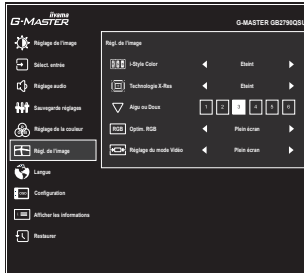 iiyama
G-MASTER
G-MASTER GB2790QSU
Réglage de l'image
Sélect. entrée
Réglage audio
Sauvegarde réglages
Réglage de la couleur
Régl. de l'image
Langue
OSD
Configuration
Afficher les informations
Restaurer
Régl. de l'image
i-Style Color Eteint
Technologie X-Res Eteint
Aigu ou Doux 1 2 3 4 5 6
RGB Optim. RGB Plein écran
Réglage du mode Vidéo Plein écran